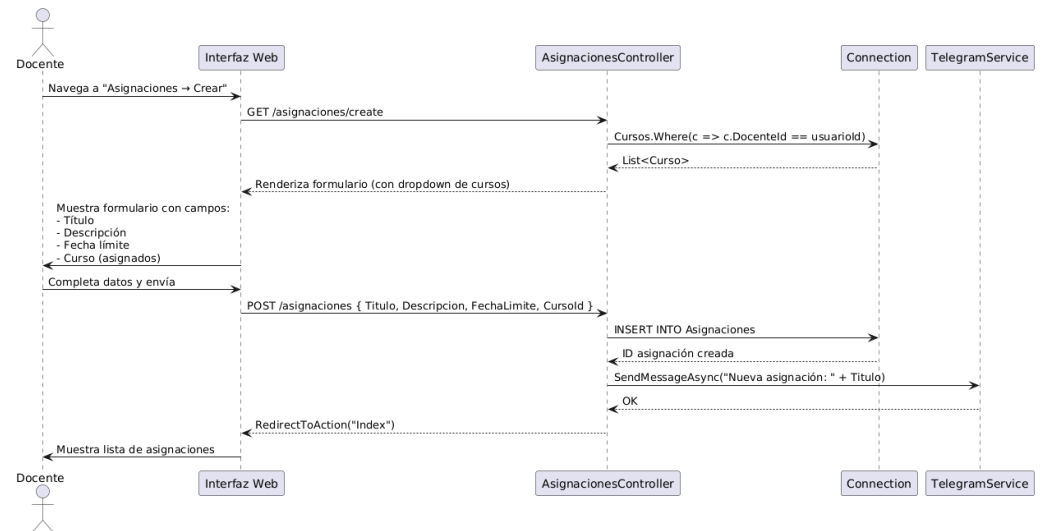 Docente
Interfaz Web
AsignacionesController
Connection
TelegramService
Navega a "Asignaciones → Crear"
GET /asignaciones/create
Cursos.Where(c => c.DocenteId == usuarioId)
List<Curso>
Renderiza formulario (con dropdown de cursos)
Muestra formulario con campos:
- Título
- Descripción
- Fecha límite
- Curso (asignados)
Completa datos y envía
POST /asignaciones { Titulo, Descripcion, FechaLimite, CursoId }
INSERT INTO Asignaciones
ID asignación creada
SendMessageAsync("Nueva asignación: " + Titulo)
OK
RedirectToAction("Index")
Muestra lista de asignaciones
Docente
Interfaz Web
AsignacionesController
Connection
TelegramService